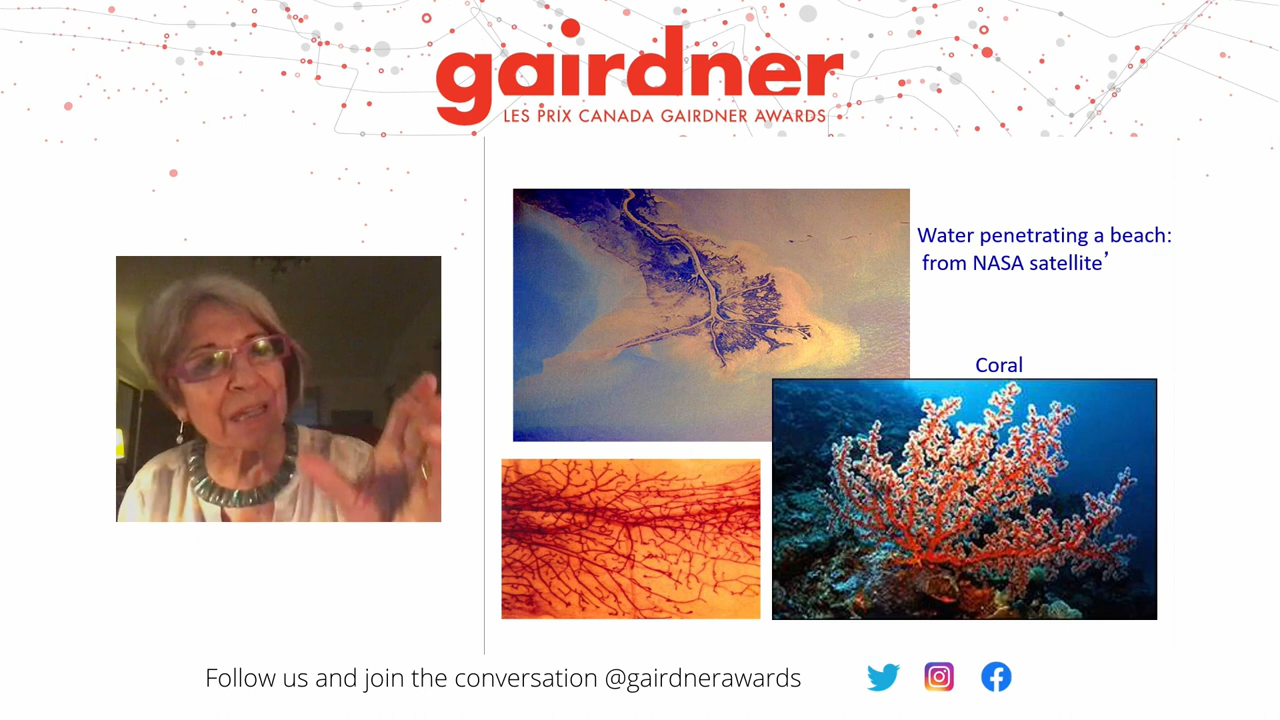 gairdner
LES PRIX CANADA GAIRDNER AWARDS
Water penetrating a beach:
from NASA satellite’
Coral
Follow us and join the conversation @gairdnerawards